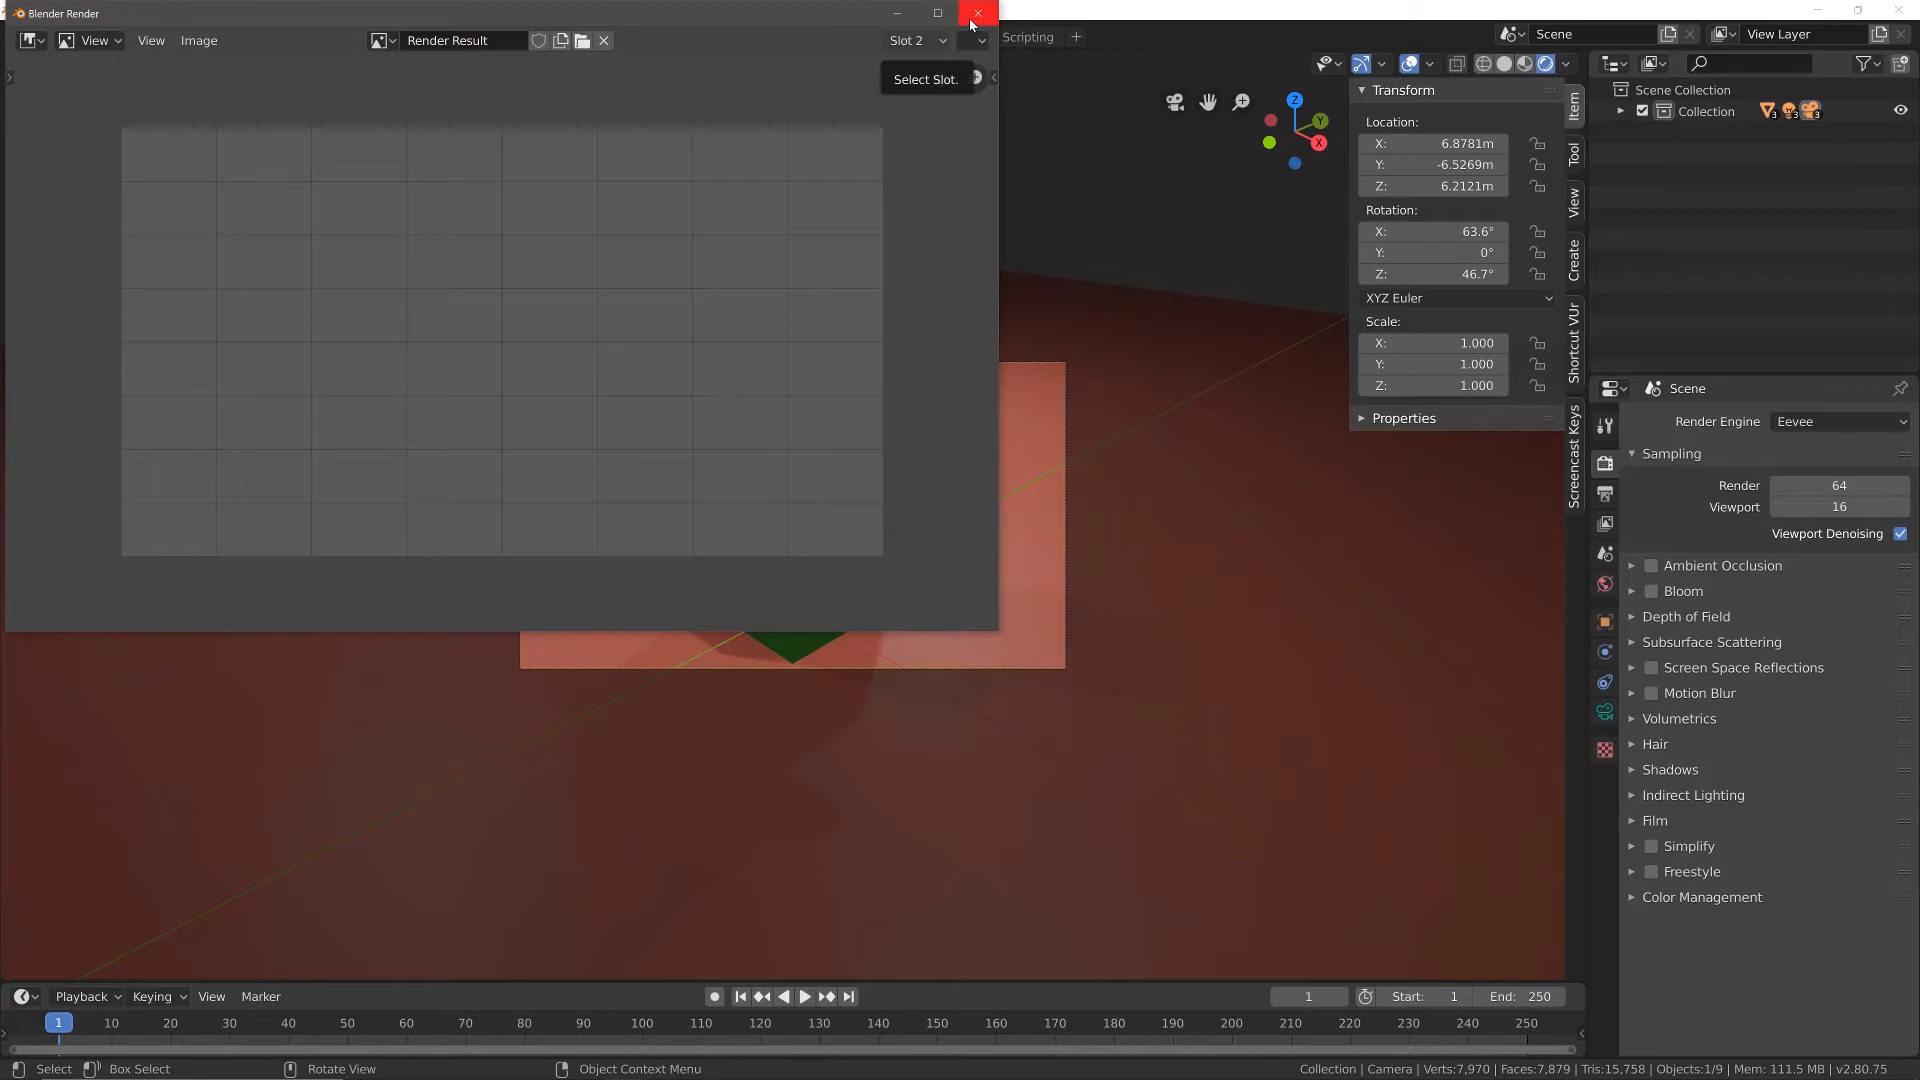 Blender Render
View View Image Render Result Slot 2
Select Slot.
Scripting + Scene View Layer
Transform
Location:
X: 6.8781m
Y: -6.5269m
Z: 6.2121m
Rotation:
X: 63.6°
Y: 0°
Z: 46.7°
XYZ Euler
Scale:
X: 1.000
Y: 1.000
Z: 1.000
Properties
Item
Tool
View
Create
Shortcut VUr
Screencast Keys
Z
Y
X
Scene Collection
Collection 3 3 3
Scene
Render Engine Eevee
Sampling
Render 64
Viewport 16
Viewport Denoising
Ambient Occlusion
Bloom
Depth of Field
Subsurface Scattering
Screen Space Reflections
Motion Blur
Volumetrics
Hair
Shadows
Indirect Lighting
Film
Simplify
Freestyle
Color Management
Playback Keying View Marker 1 Start: 1 End: 250
1 10 20 30 40 50 60 70 80 90 100 110 120 130 140 150 160 170 180 190 200 210 220 230 240 250
Select Box Select Rotate View Object Context Menu Collection | Camera | Verts:7,970 | Faces:7,879 | Tris:15,758 | Objects:1/9 | Mem: 111.5 MB | v2.80.75